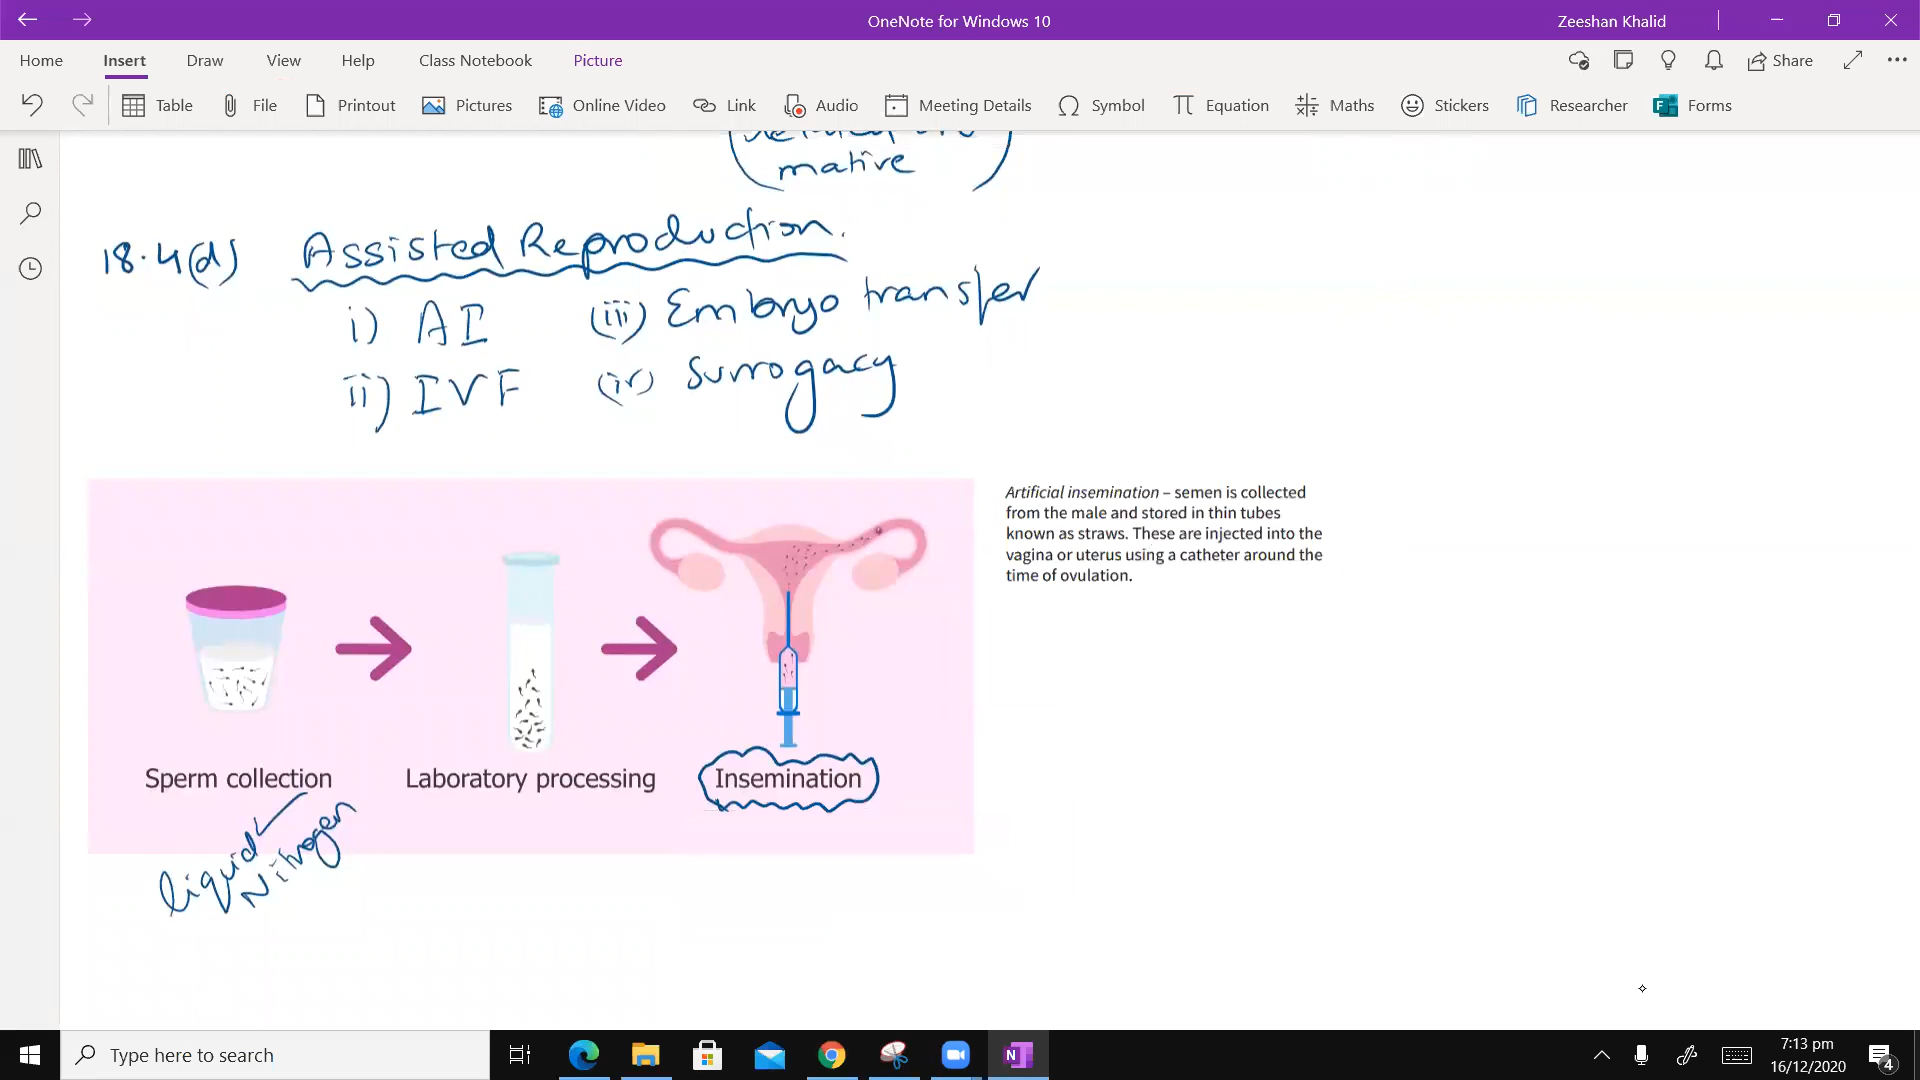 OneNote for Windows 10
Zeeshan Khalid
Home Insert Draw View Help Class Notebook Picture
Share
Table File Printout Pictures Online Video Link Audio Meeting Details Symbol Equation Maths Stickers Researcher Forms
mative
18.4(d) Assisted Reproduction.
i) AI (iii) Embryo transfer
ii) IVF (iv) Surrogacy
Artificial insemination – semen is collected
from the male and stored in thin tubes
known as straws. These are injected into the
vagina or uterus using a catheter around the
time of ovulation.
Sperm collection Laboratory processing Insemination
liquid
Nitrogen
Type here to search
7:13 pm
16/12/2020
4